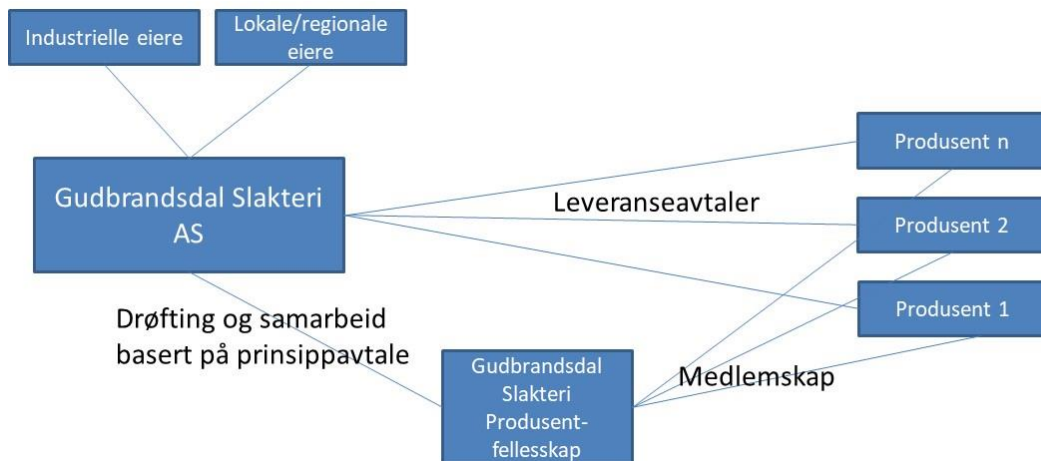 Industrielle eiere
Lokale/regionale
eiere
Gudbrandsdal Slakteri
AS
Leveranseavtaler
Produsent n
Produsent 2
Produsent 1
Drøfting og samarbeid
basert på prinsippavtale
Gudbrandsdal
Slakteri
Produsent-
fellesskap
Medlemskap